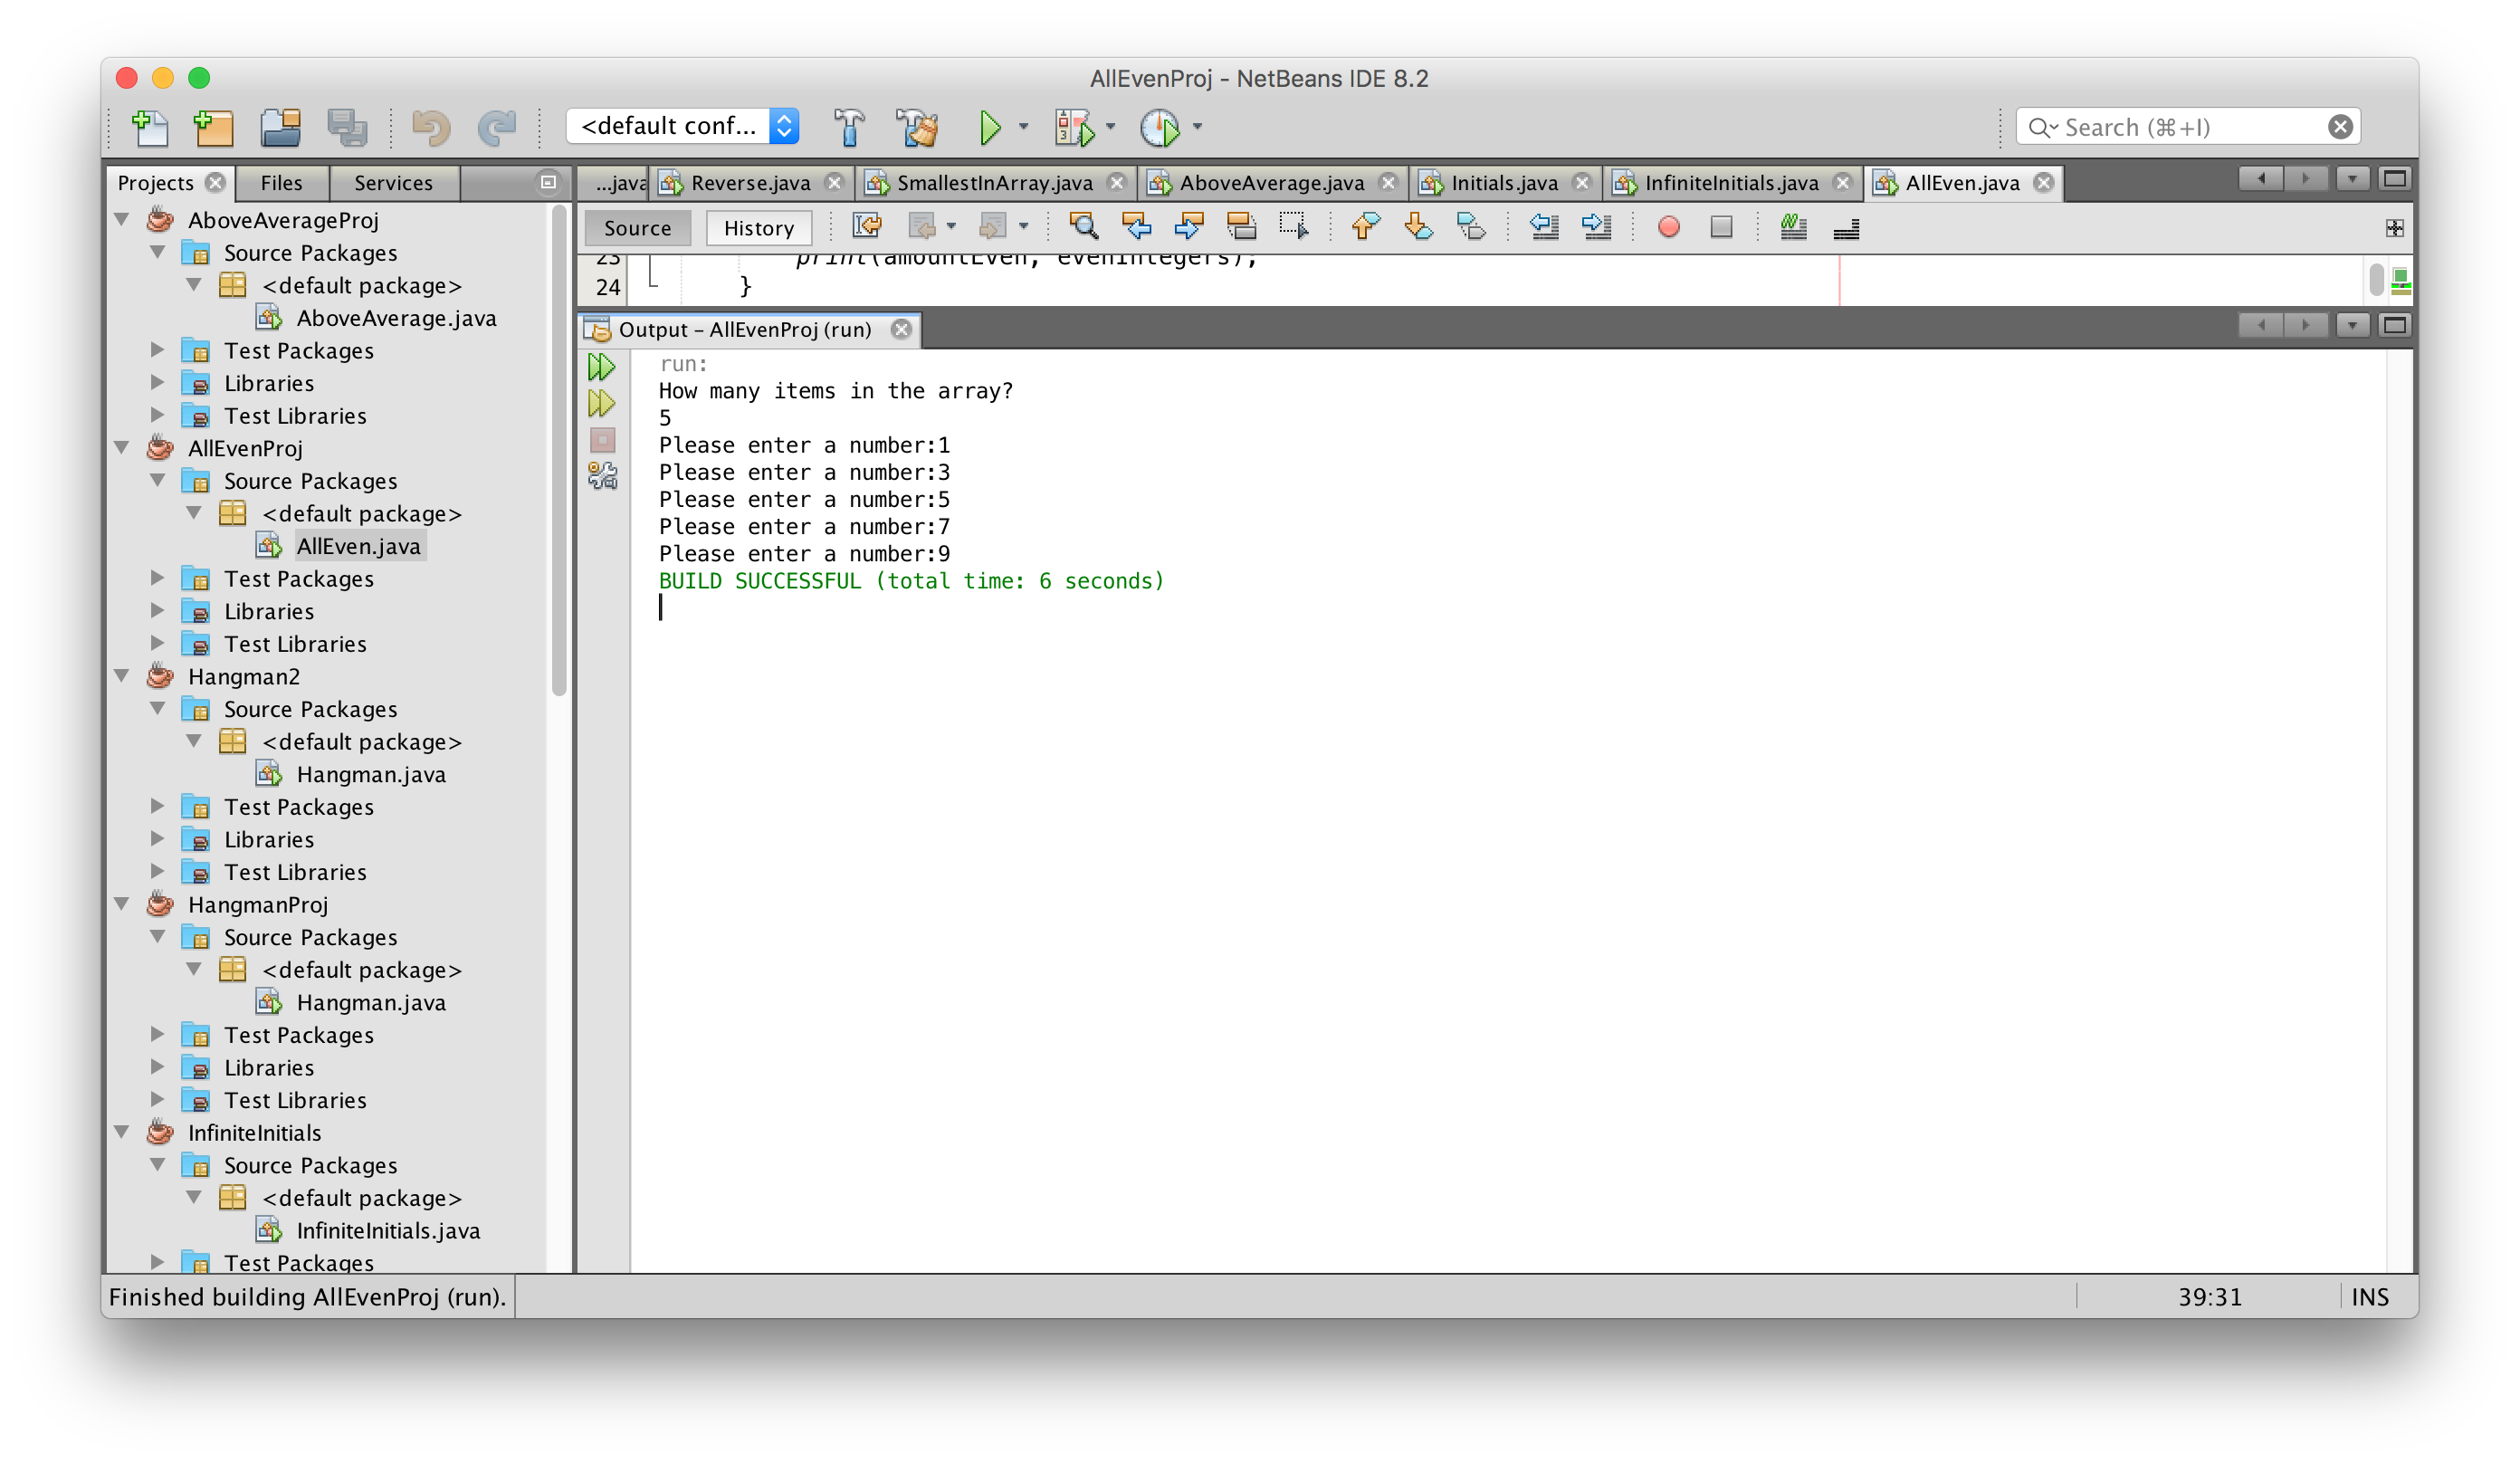 AllEvenProj - NetBeans IDE 8.2
<default conf...
Search (⌘+I)
Projects
Files
Services
...java
Reverse.java
SmallestInArray.java
AboveAverage.java
Initials.java
InfiniteInitials.java
AllEven.java
Source
History
23 print(amountEven, evenIntegers);
24 }
Output – AllEvenProj (run)
run:
How many items in the array?
5
Please enter a number:1
Please enter a number:3
Please enter a number:5
Please enter a number:7
Please enter a number:9
BUILD SUCCESSFUL (total time: 6 seconds)
AboveAverageProj
Source Packages
<default package>
AboveAverage.java
Test Packages
Libraries
Test Libraries
AllEvenProj
Source Packages
<default package>
AllEven.java
Test Packages
Libraries
Test Libraries
Hangman2
Source Packages
<default package>
Hangman.java
Test Packages
Libraries
Test Libraries
HangmanProj
Source Packages
<default package>
Hangman.java
Test Packages
Libraries
Test Libraries
InfiniteInitials
Source Packages
<default package>
InfiniteInitials.java
Test Packages
Finished building AllEvenProj (run).
39:31
INS